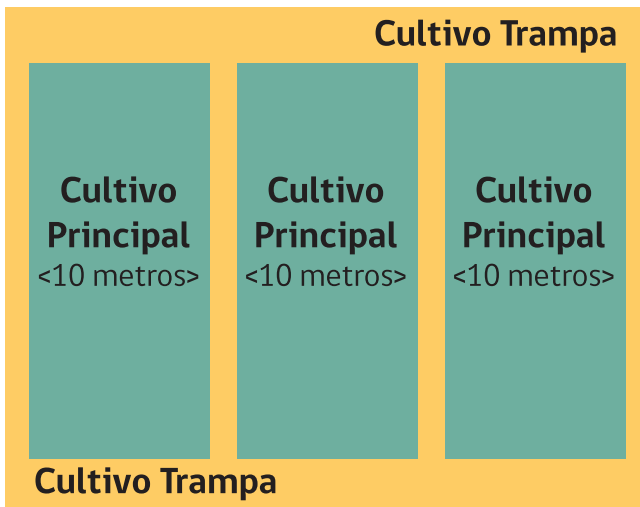 Cultivo Trampa
Cultivo
Principal
<10 metros>
Cultivo
Principal
<10 metros>
Cultivo
Principal
<10 metros>
Cultivo Trampa